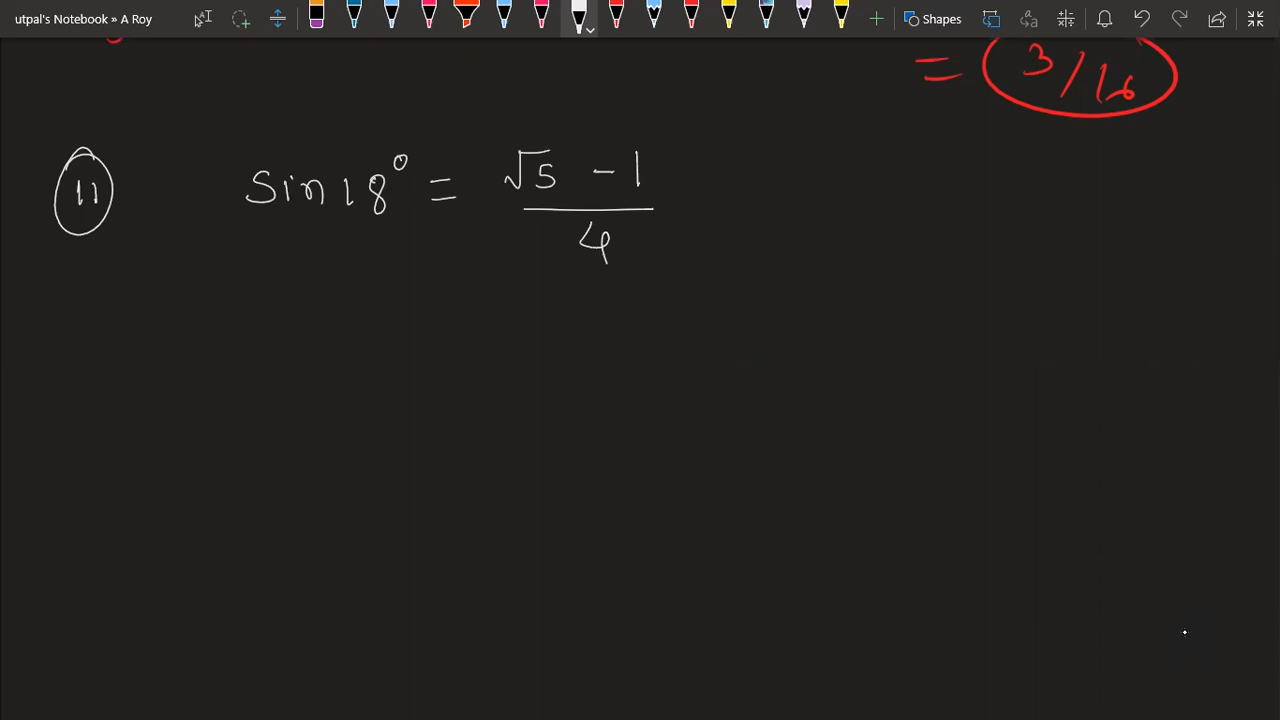 utpal's Notebook » A Roy
Shapes
= 3/16
11 Sin 18° = √5 - 1
4